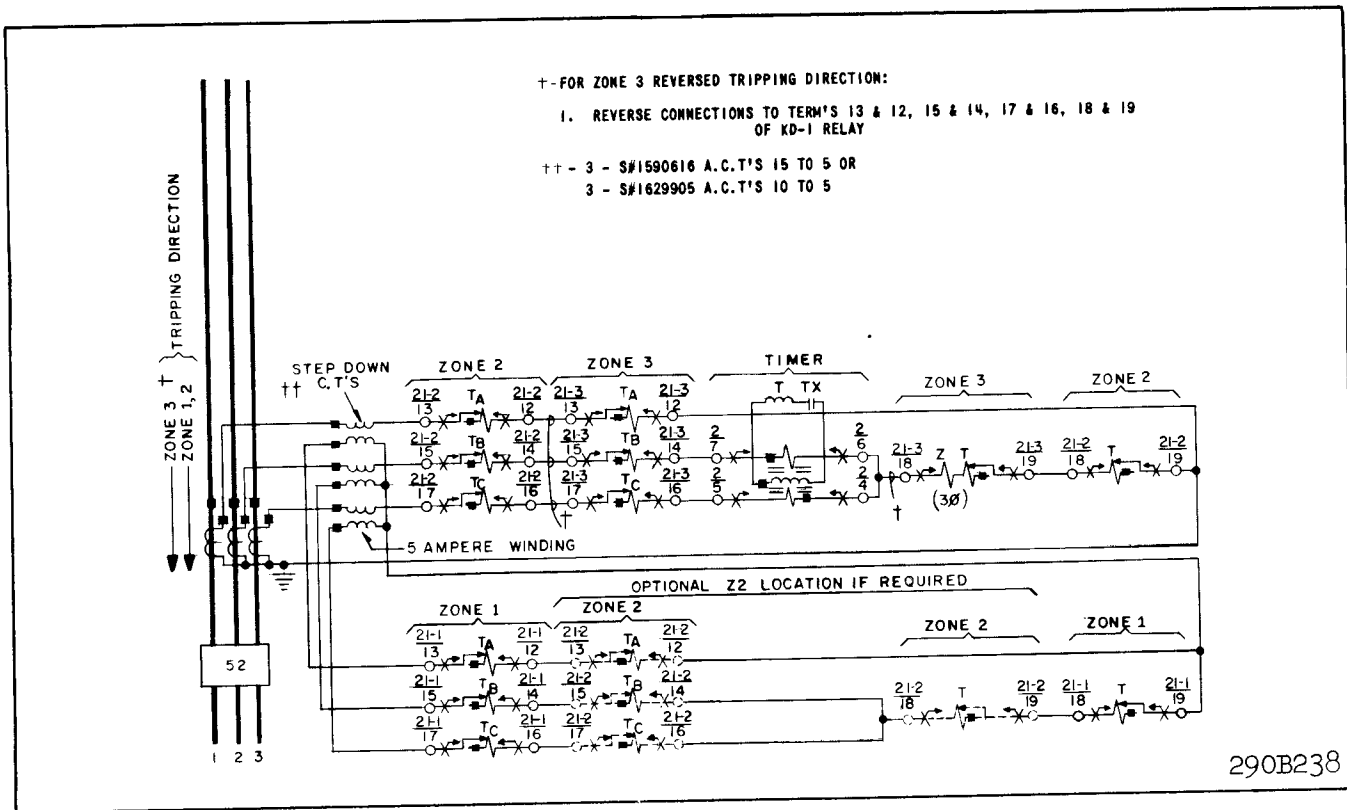 †-FOR ZONE 3 REVERSED TRIPPING DIRECTION:
1. REVERSE CONNECTIONS TO TERM'S 13 & 12, 15 & 14, 17 & 16, 18 & 19
OF KD-1 RELAY
†† - 3 - S#1590616 A.C.T'S 15 TO 5 OR
3 - S#1629905 A.C.T'S 10 TO 5
TRIPPING DIRECTION
ZONE 3 †
ZONE 1,2
STEP DOWN
†† C.T'S
ZONE 2
ZONE 3
TIMER
T TX
ZONE 3
ZONE 2
21-2 TA 21-2 21-3 TA 21-3
13 12 13 12
21-2 TB 21-2 21-3 TB 21-3 2 2
15 14 15 14 7 6
21-3 Z T 21-3 21-2 T 21-2
18 19 18 19
(3Ø)
21-2 TC 21-2 21-3 TC 21-3 2 2
17 16 17 16 5 4
† †
5 AMPERE WINDING
OPTIONAL Z2 LOCATION IF REQUIRED
ZONE 1 ZONE 2
ZONE 2 ZONE 1
21-1 TA 21-1 21-2 TA 21-2
13 12 13 12
21-1 TB 21-1 21-2 TB 21-2
15 14 15 14
21-2 T 21-2 21-1 T 21-1
18 19 18 19
21-1 TC 21-1 21-2 TC 21-2
17 16 17 16
52
1 2 3
290B238